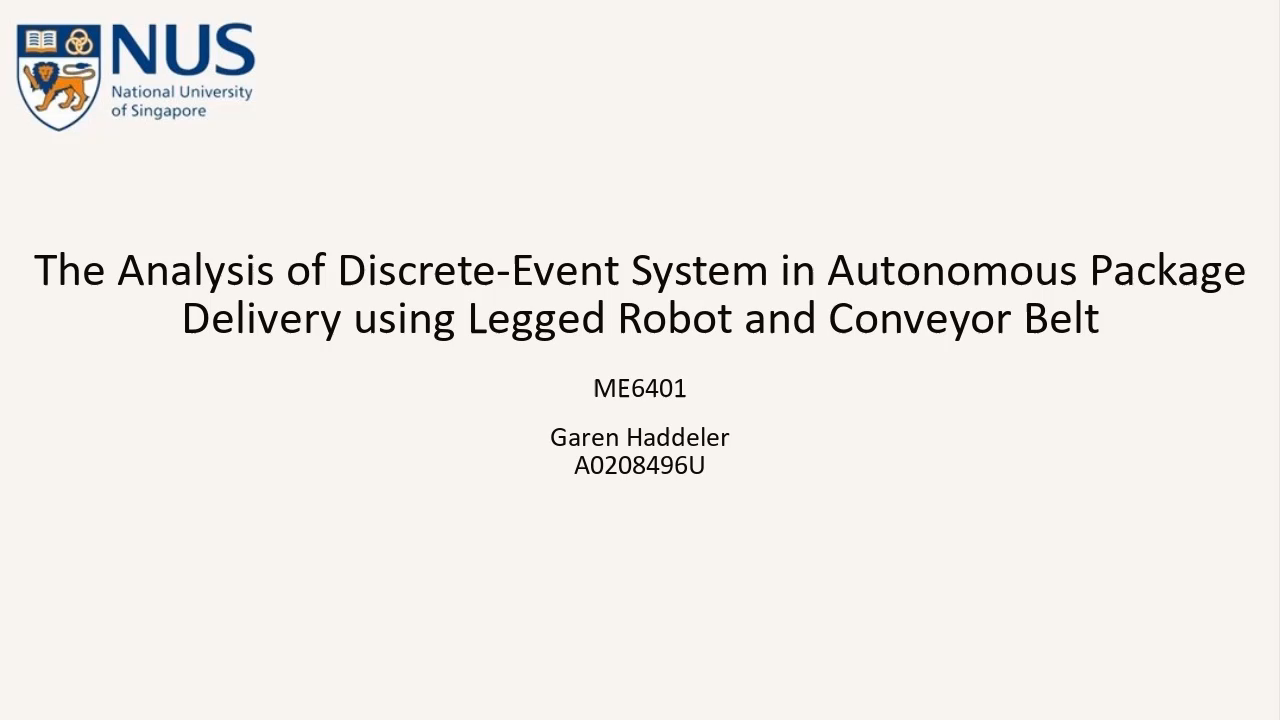 NUS
National University
of Singapore
The Analysis of Discrete-Event System in Autonomous Package
Delivery using Legged Robot and Conveyor Belt
ME6401
Garen Haddeler
A0208496U